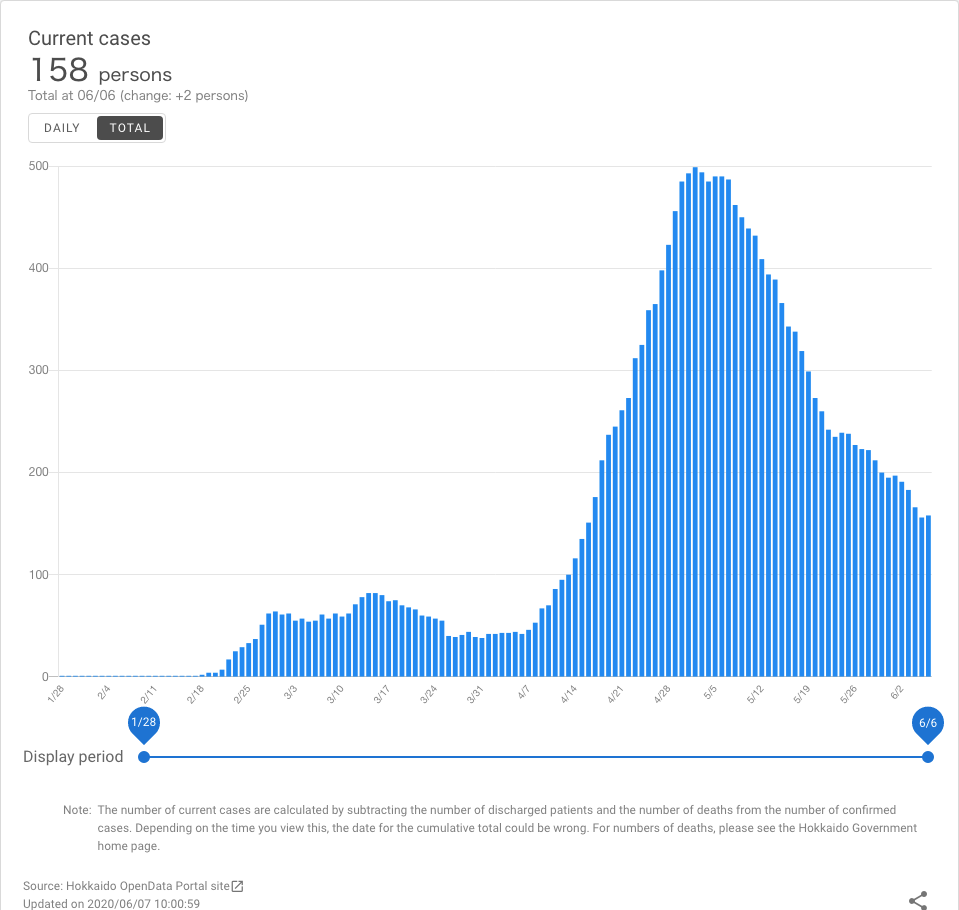 Current cases
158 persons
Total at 06/06 (change: +2 persons)
DAILY TOTAL
500
400
300
200
100
0
1/28 2/4 2/11 2/18 2/25 3/3 3/10 3/17 3/24 3/31 4/7 4/14 4/21 4/28 5/5 5/12 5/19 5/26 6/2
1/28 6/6
Display period
Note: The number of current cases are calculated by subtracting the number of discharged patients and the number of deaths from the number of confirmed
cases. Depending on the time you view this, the date for the cumulative total could be wrong. For numbers of deaths, please see the Hokkaido Government
home page.
Source: Hokkaido OpenData Portal site
Updated on 2020/06/07 10:00:59